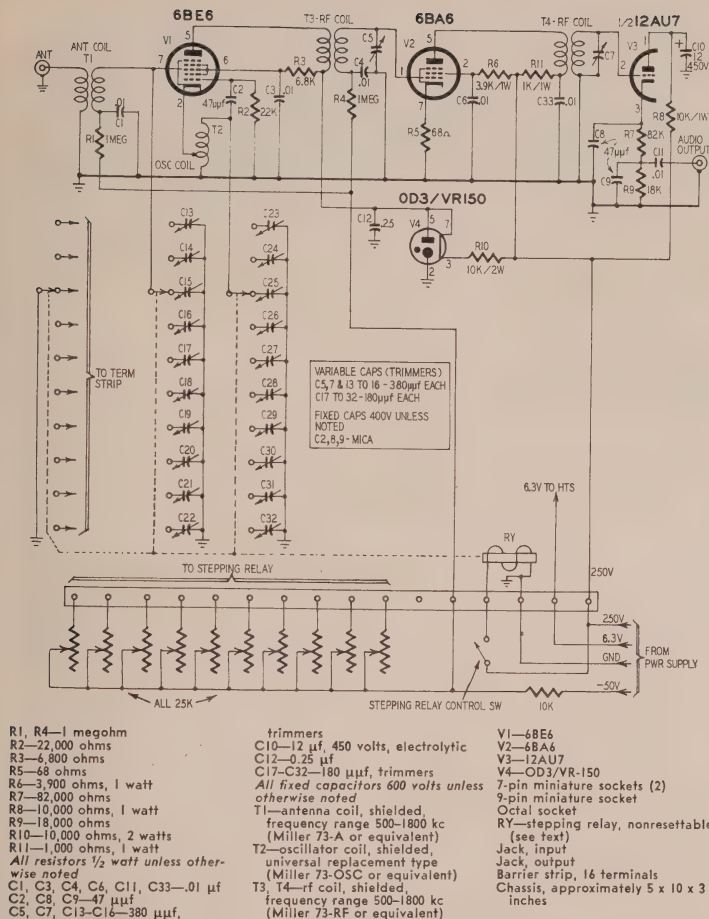 6BE6
6BA6
1/2 12AU7
T3-RF COIL
T4-RF COIL
ANT
ANT COIL
T1
V1
V2
V3
C5
C4
.01
C7
C10
12
450V
R3
6.8K
R6
3.9K/1W
R11
1K/1W
C2
47μμf
R2
22K
C3
.01
R4
1MEG
C6
.01
C33
.01
R8
10K/1W
R1
1MEG
.01
C1
T2
OSC COIL
R5
68Ω
C8
47μμf
C9
R7
82K
C11
.01
R9
18K
AUDIO OUTPUT
OD3/VR150
V4
C12
.25
R10
10K/2W
C13
C14
C15
C16
C17
C18
C19
C20
C21
C22
C23
C24
C25
C26
C27
C28
C29
C30
C31
C32
TO TERM STRIP
VARIABLE CAPS (TRIMMERS)
C5,7 & 13 TO 16 - 380μμf EACH
C17 TO 32-180μμf EACH
FIXED CAPS 400V UNLESS
NOTED
C2,8,9- MICA
6.3V TO HTS
RY
250V
TO STEPPING RELAY
250V
6.3V
GND
-50V
FROM PWR SUPPLY
ALL 25K
STEPPING RELAY CONTROL SW
10K
R1, R4—1 megohm
R2—22,000 ohms
R3—6,800 ohms
R5—68 ohms
R6—3,900 ohms, 1 watt
R7—82,000 ohms
R8—10,000 ohms, 1 watt
R9—18,000 ohms
R10—10,000 ohms, 2 watts
R11—1,000 ohms, 1 watt
All resistors 1/2 watt unless other-
wise noted
C1, C3, C4, C6, C11, C33—.01 μf
C2, C8, C9—47 μμf
C5, C7, C13–C16—380 μμf,
trimmers
C10—12 μf, 450 volts, electrolytic
C12—0.25 μf
C17–C32—180 μμf, trimmers
All fixed capacitors 600 volts unless
otherwise noted
T1—antenna coil, shielded,
frequency range 500–1800 kc
(Miller 73-A or equivalent)
T2—oscillator coil, shielded,
universal replacement type
(Miller 73-OSC or equivalent)
T3, T4—rf coil, shielded,
frequency range 500–1800 kc
(Miller 73-RF or equivalent)
V1—6BE6
V2—6BA6
V3—12AU7
V4—OD3/VR-150
7-pin miniature sockets (2)
9-pin miniature socket
Octal socket
RY—stepping relay, nonresettable
(see text)
Jack, input
Jack, output
Barrier strip, 16 terminals
Chassis, approximately 5 x 10 x 3
inches